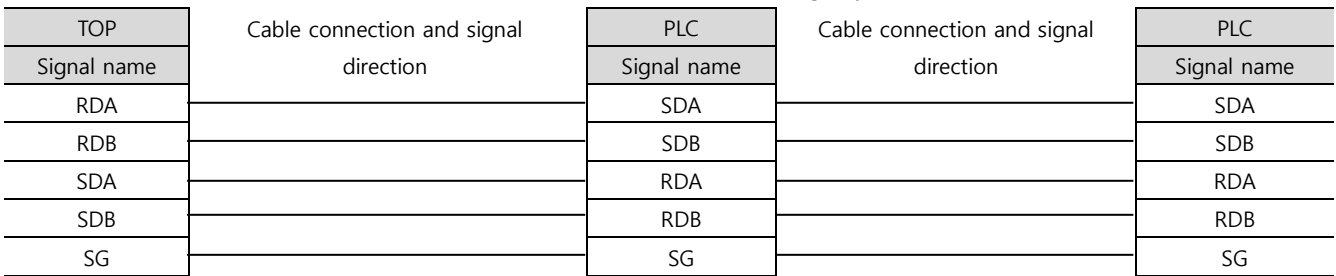 TOP Cable connection and signal PLC Cable connection and signal PLC
Signal name direction Signal name direction Signal name
RDA SDA SDA
RDB SDB SDB
SDA RDA RDA
SDB RDB RDB
SG SG SG